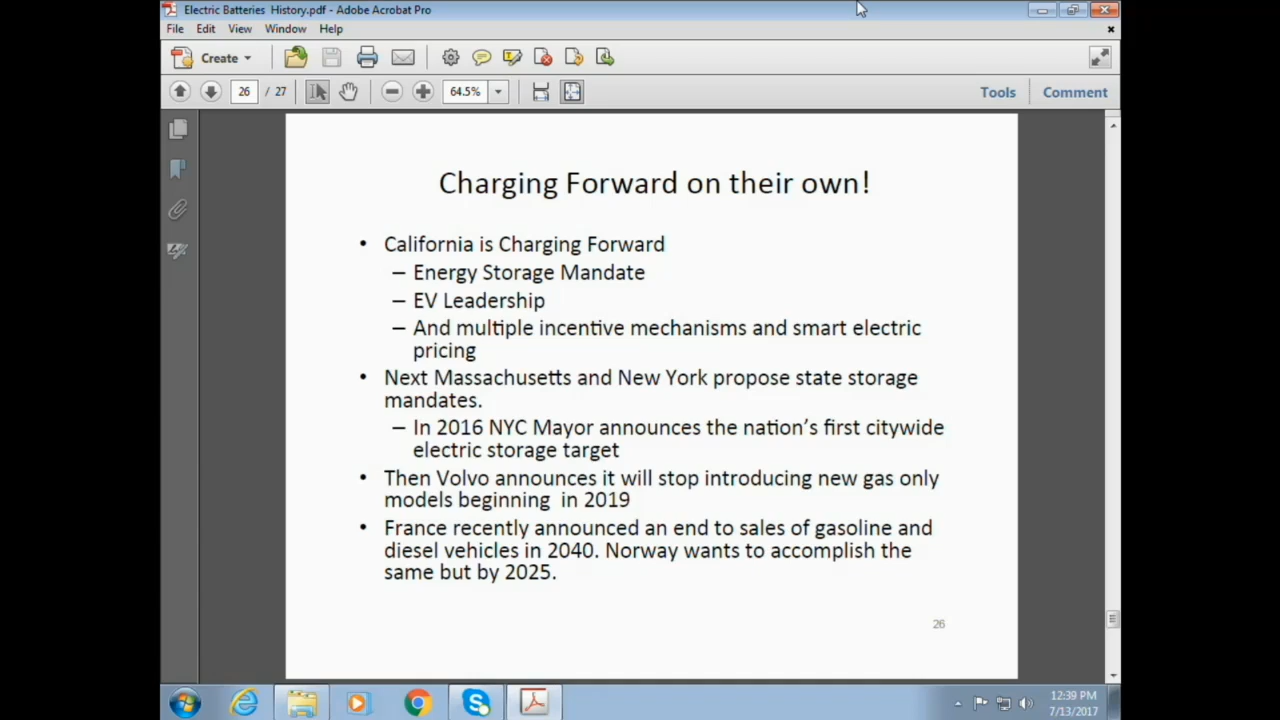 Electric Batteries History.pdf - Adobe Acrobat Pro
File Edit View Window Help
Create
26 / 27 64.5% Tools Comment
Charging Forward on their own!
• California is Charging Forward
– Energy Storage Mandate
– EV Leadership
– And multiple incentive mechanisms and smart electric
pricing
• Next Massachusetts and New York propose state storage
mandates.
– In 2016 NYC Mayor announces the nation's first citywide
electric storage target
• Then Volvo announces it will stop introducing new gas only
models beginning in 2019
• France recently announced an end to sales of gasoline and
diesel vehicles in 2040. Norway wants to accomplish the
same but by 2025.
26
12:39 PM
7/13/2017